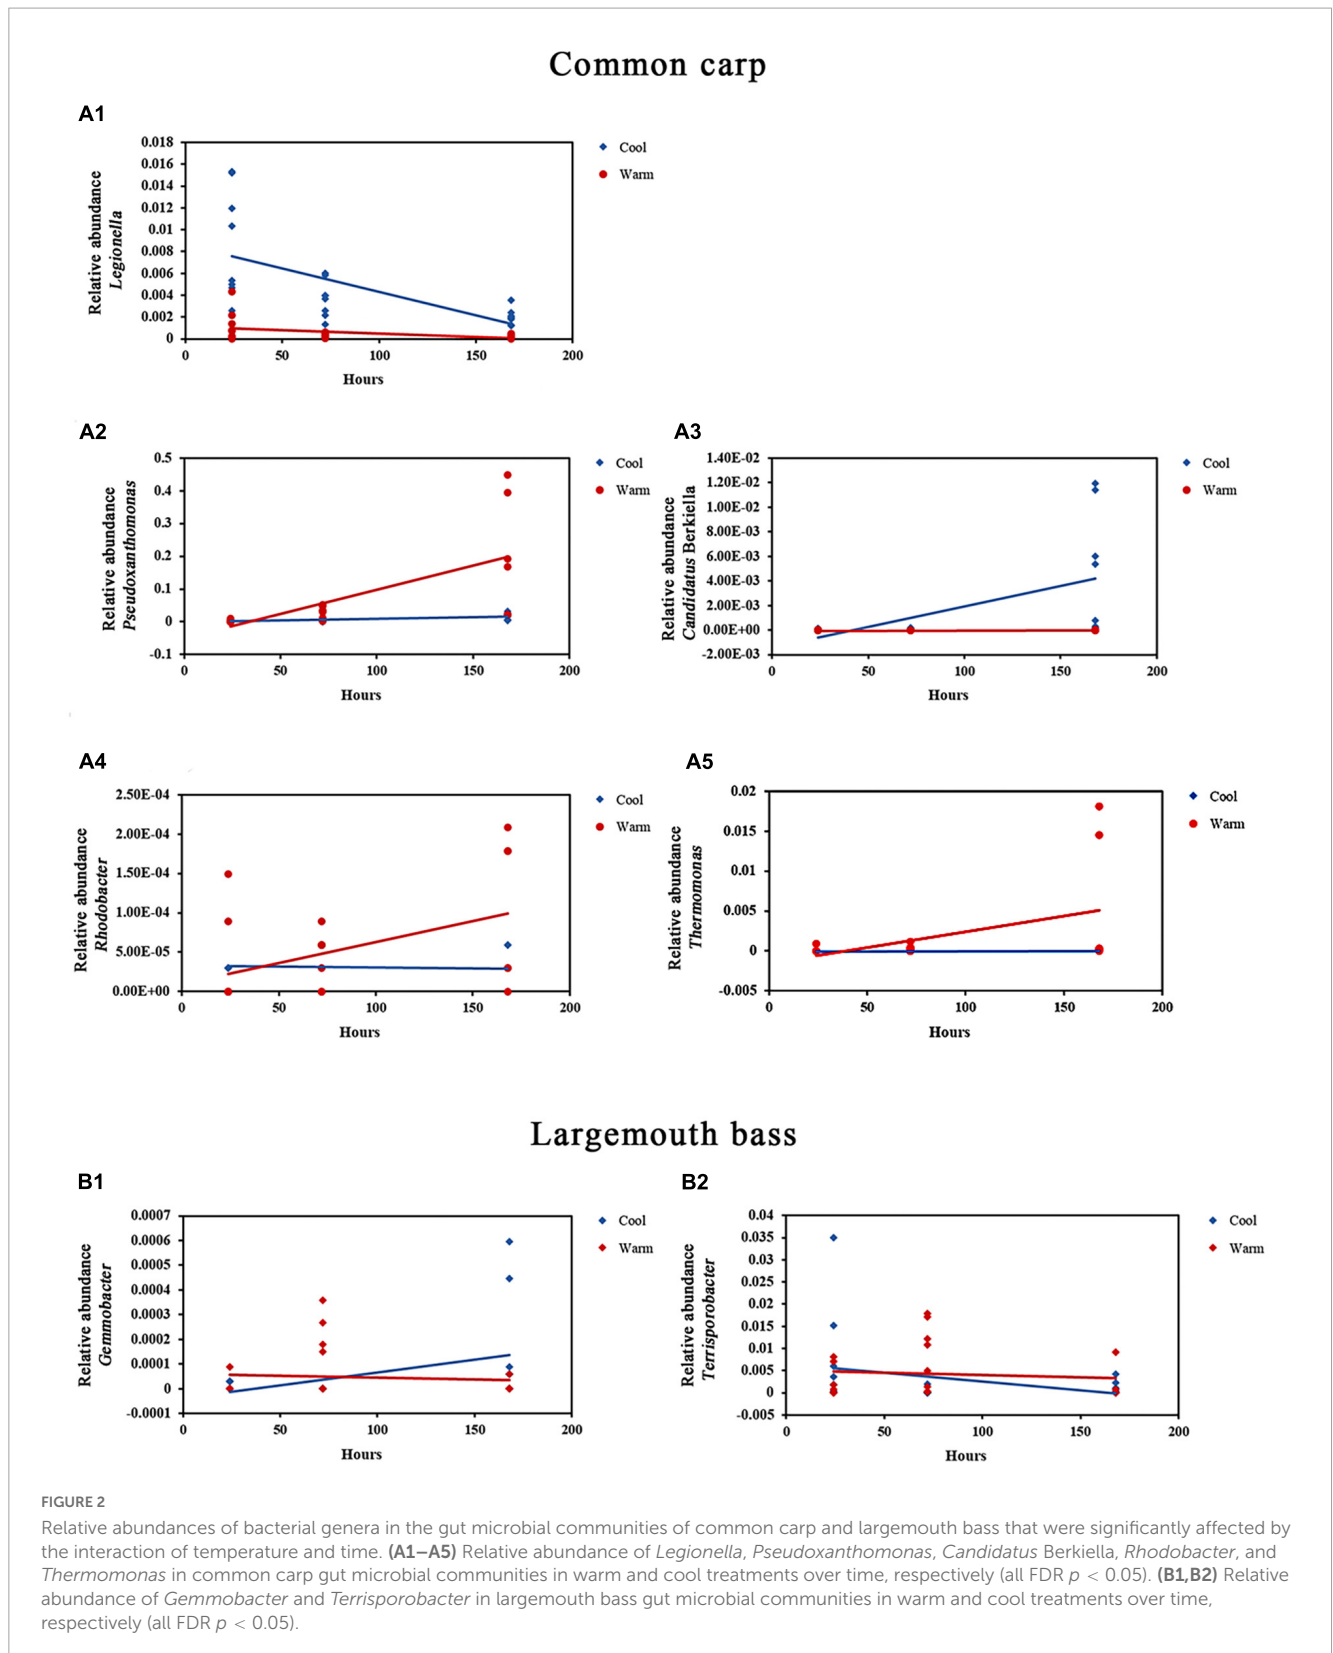 Common carp
A1
Relative abundance
Legionella
0.018
0.016
0.014
0.012
0.01
0.008
0.006
0.004
0.002
0
0 50 100 150 200
Hours
Cool
Warm
A2
Relative abundance
Pseudoxanthomonas
0.5
0.4
0.3
0.2
0.1
0
-0.1
0 50 100 150 200
Hours
Cool
Warm
A3
Relative abundance
Candidatus Berkiella
1.40E-02
1.20E-02
1.00E-02
8.00E-03
6.00E-03
4.00E-03
2.00E-03
0.00E+00
-2.00E-03
0 50 100 150 200
Hours
Cool
Warm
A4
Relative abundance
Rhodobacter
2.50E-04
2.00E-04
1.50E-04
1.00E-04
5.00E-05
0.00E+00
0 50 100 150 200
Hours
Cool
Warm
A5
Relative abundance
Thermomonas
0.02
0.015
0.01
0.005
0
-0.005
0 50 100 150 200
Hours
Cool
Warm
Largemouth bass
B1
Relative abundance
Gemmobacter
0.0007
0.0006
0.0005
0.0004
0.0003
0.0002
0.0001
0
-0.0001
0 50 100 150 200
Hours
Cool
Warm
B2
Relative abundance
Terrisporobacter
0.04
0.035
0.03
0.025
0.02
0.015
0.01
0.005
0
-0.005
0 50 100 150 200
Hours
Cool
Warm
FIGURE 2
Relative abundances of bacterial genera in the gut microbial communities of common carp and largemouth bass that were significantly affected by
the interaction of temperature and time. (A1–A5) Relative abundance of Legionella, Pseudoxanthomonas, Candidatus Berkiella, Rhodobacter, and
Thermomonas in common carp gut microbial communities in warm and cool treatments over time, respectively (all FDR p < 0.05). (B1,B2) Relative
abundance of Gemmobacter and Terrisporobacter in largemouth bass gut microbial communities in warm and cool treatments over time,
respectively (all FDR p < 0.05).